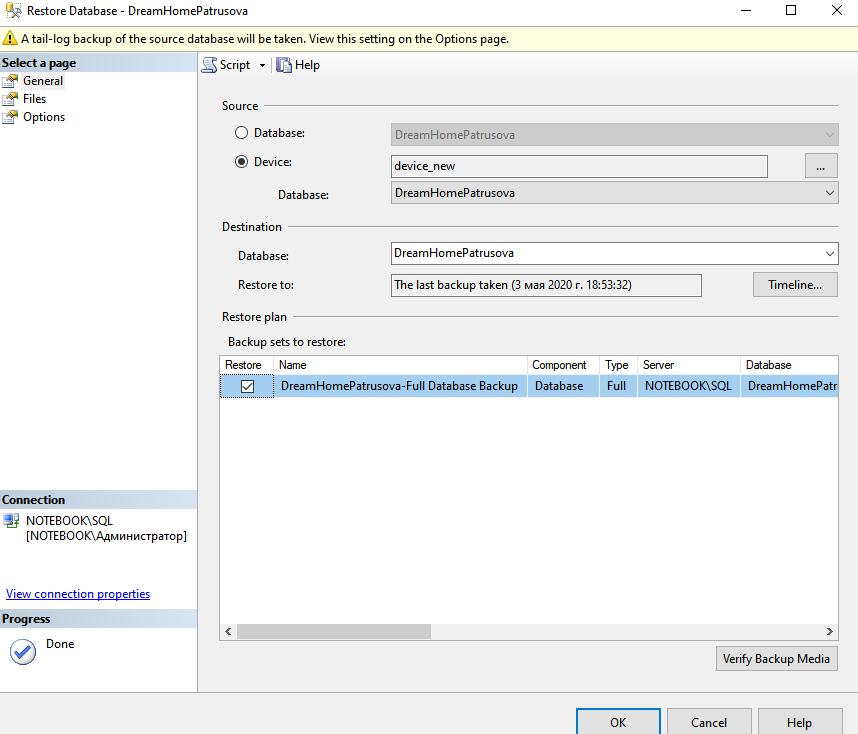 Restore Database - DreamHomePatrusova
A tail-log backup of the source database will be taken. View this setting on the Options page.
Select a page
General
Files
Options
Script
Help
Source
Database:
DreamHomePatrusova
Device:
device_new
...
Database:
DreamHomePatrusova
Destination
Database:
DreamHomePatrusova
Restore to:
The last backup taken (3 мая 2020 г. 18:53:32)
Timeline...
Restore plan
Backup sets to restore:
Restore Name Component Type Server Database
DreamHomePatrusova-Full Database Backup Database Full NOTEBOOK\SQL DreamHomePatr
Connection
NOTEBOOK\SQL
[NOTEBOOK\Администратор]
View connection properties
Progress
Done
Verify Backup Media
OK Cancel Help